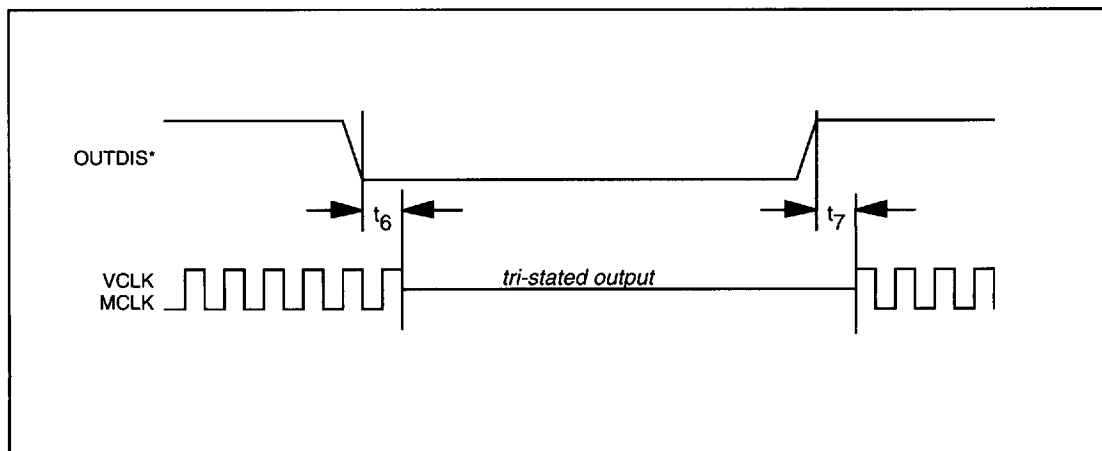 OUTDIS*
t6
t7
VCLK
tri-stated output
MCLK